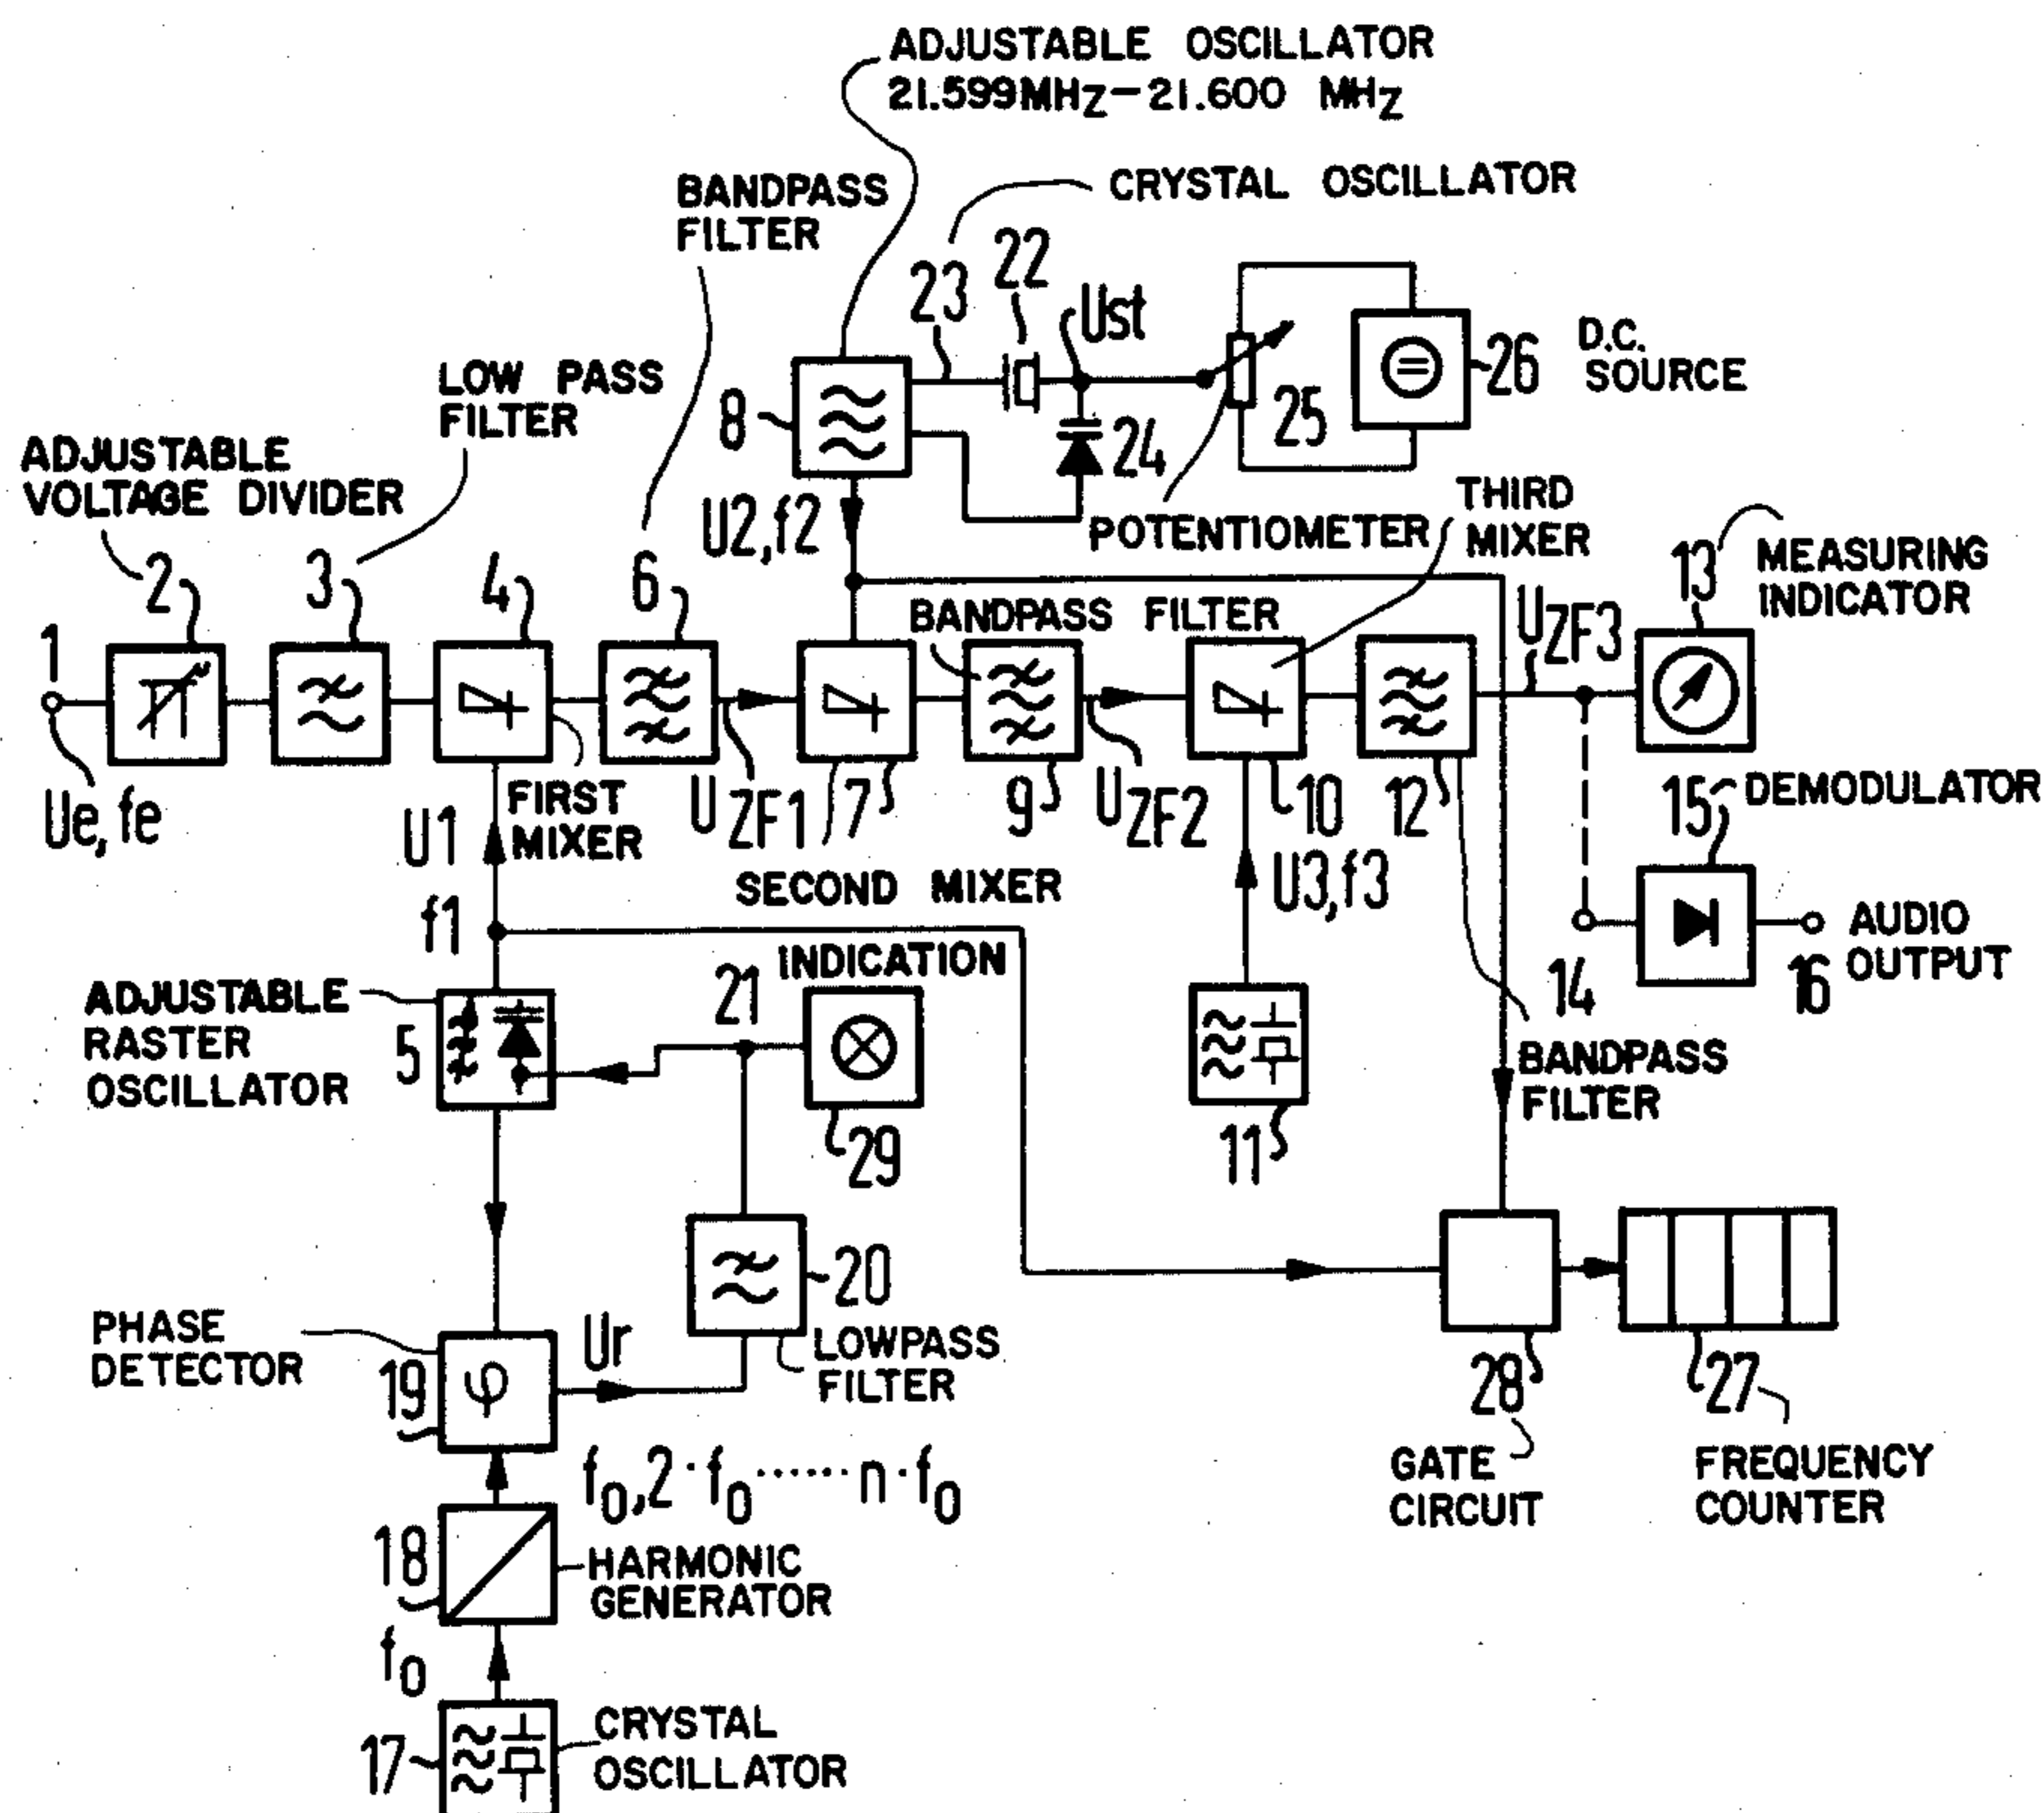 ADJUSTABLE OSCILLATOR
21.599MHZ-21.600 MHZ
BANDPASS
FILTER
CRYSTAL OSCILLATOR
23
22
Ust
26
D.C.
SOURCE
LOW PASS
FILTER
8
24
25
ADJUSTABLE
VOLTAGE DIVIDER
U2,f2
POTENTIOMETER
THIRD
MIXER
13
MEASURING
INDICATOR
1
2
3
4
6
BANDPASS FILTER
UZF3
Ue, fe
U1
FIRST
MIXER
UZF1
7
9
UZF2
10
12
15
DEMODULATOR
SECOND MIXER
U3,f3
f1
14
16
AUDIO
OUTPUT
ADJUSTABLE
RASTER
OSCILLATOR
5
21
INDICATION
29
11
BANDPASS
FILTER
20
LOWPASS
FILTER
PHASE
DETECTOR
19
φ
Ur
28
27
GATE
CIRCUIT
FREQUENCY
COUNTER
f0,2·f0······n·f0
18
HARMONIC
GENERATOR
f0
17
CRYSTAL
OSCILLATOR